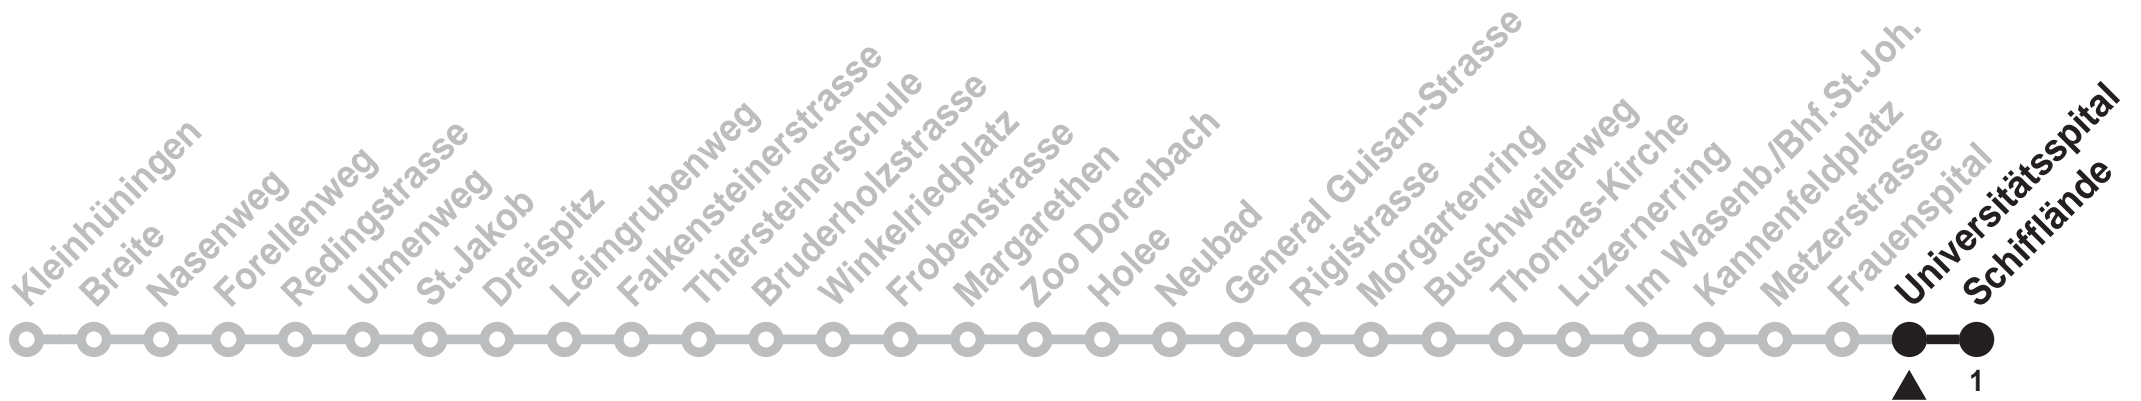 Kleinhüningen
Breite
Nasenweg
Forellenweg
Redingstrasse
Ulmenweg
St.Jakob
Dreispitz
Leimgrubenweg
Falkensteinerstrasse
Thiersteinerschule
Bruderholzstrasse
Winkelriedplatz
Frobenstrasse
Margarethen
Zoo Dorenbach
Holee
Neubad
General Guisan-Strasse
Rigistrasse
Morgartenring
Buschweilerweg
Thomas-Kirche
Luzernerring
Im Wasenb./Bhf.St.Joh.
Kannenfeldplatz
Metzerstrasse
Frauenspital
Universitätsspital
Schifflände
1